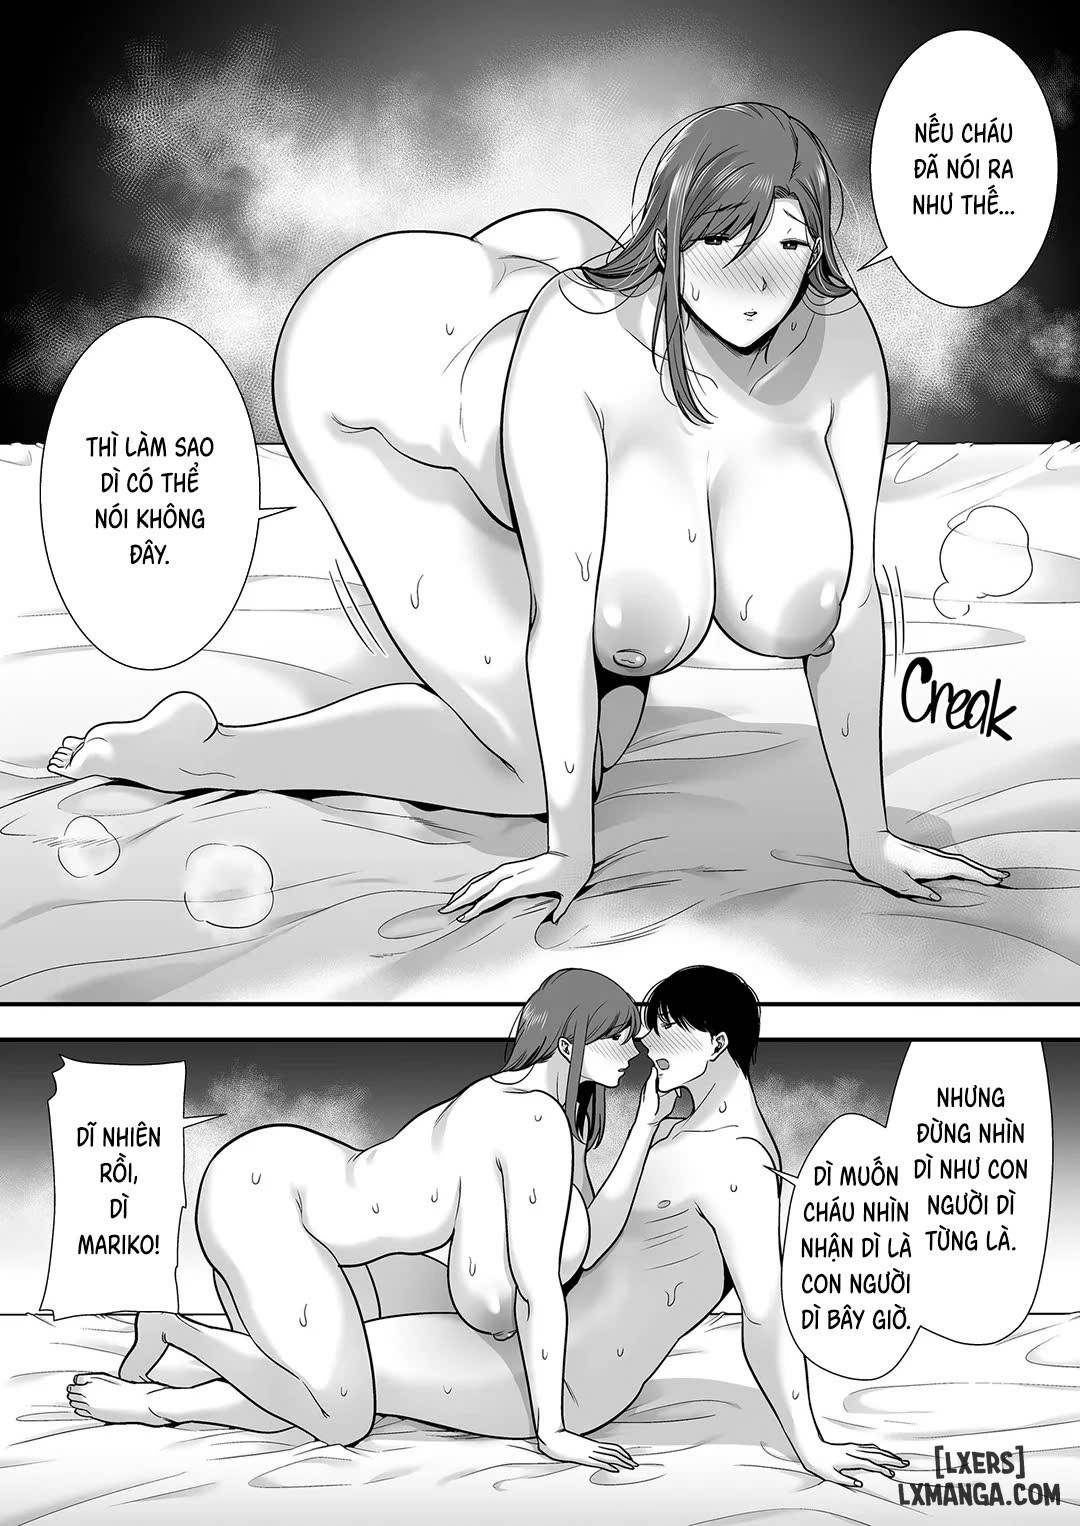 NẾU CHÁU
ĐÃ NÓI RA
NHƯ THẾ...
THÌ LÀM SAO
DÌ CÓ THỂ
NÓI KHÔNG
ĐÂY.
Creak
NHƯNG
ĐỪNG NHÌN
DÌ NHƯ CON
NGƯỜI DÌ
TỪNG LÀ.
DÌ MUỐN
CHÁU NHÌN
NHẬN DÌ LÀ
CON NGƯỜI
DÌ BÂY GIỜ.
DĨ NHIÊN
RỒI,
DÌ
MARIKO!
[LXERS]
LXMANGA.COM